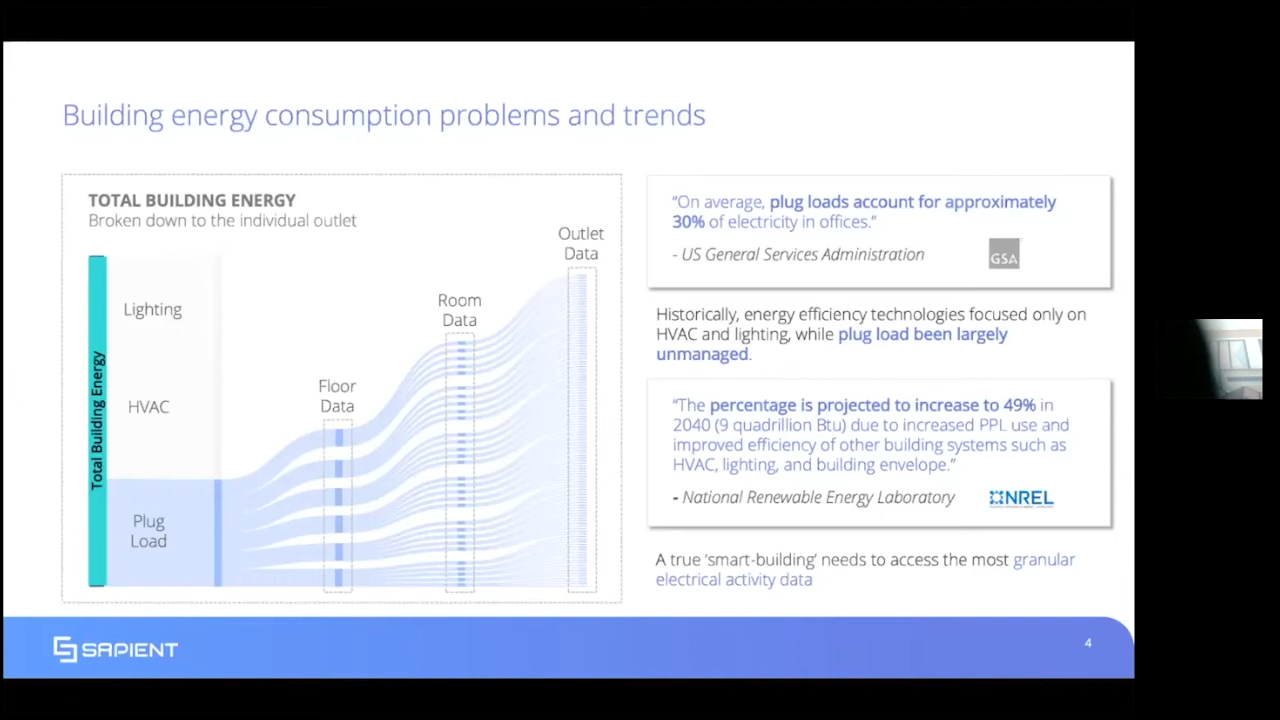 Building energy consumption problems and trends
TOTAL BUILDING ENERGY
Broken down to the individual outlet
Total Building Energy
Lighting
HVAC
Plug
Load
Floor
Data
Room
Data
Outlet
Data
“On average, plug loads account for approximately
30% of electricity in offices.”
- US General Services Administration
GSA
Historically, energy efficiency technologies focused only on
HVAC and lighting, while plug load been largely
unmanaged.
“The percentage is projected to increase to 49% in
2040 (9 quadrillion Btu) due to increased PPL use and
improved efficiency of other building systems such as
HVAC, lighting, and building envelope.”
- National Renewable Energy Laboratory
NREL
A true ‘smart building’ needs to access the most granular
electrical activity data
SAPIENT
4